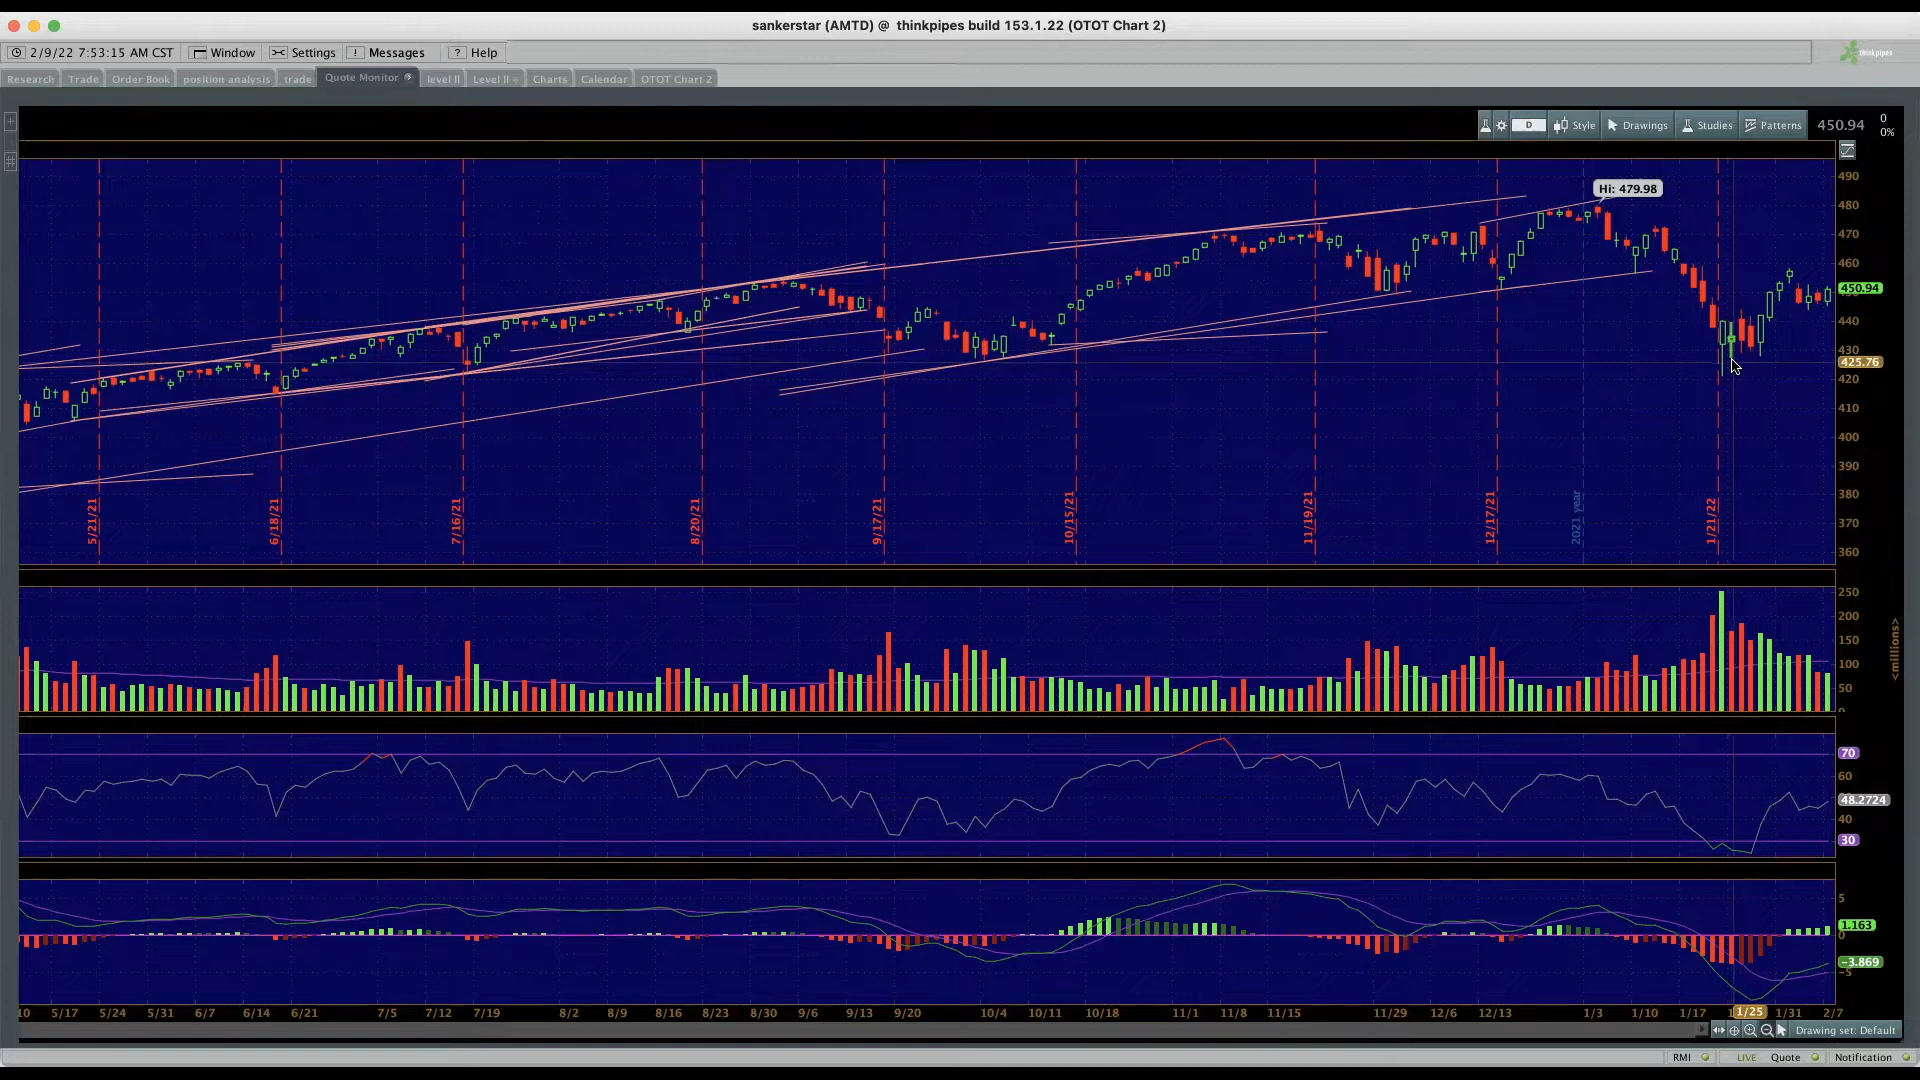 sankerstar (AMTD) @ thinkpipes build 153.1.22 (OTOT Chart 2)
2/9/22 7:53:15 AM CST Window Settings ! Messages ? Help
thinkpipes
Research Trade Order Book position analysis trade Quote Monitor level II Level II Charts Calendar OTOT Chart 2
D Style Drawings Studies Patterns 450.94 0
0%
490
Hi: 479.98
480
470
460
450.94
440
430
425.76
420
410
400
390
380
370
360
5/21/21 6/18/21 7/16/21 8/20/21 9/17/21 10/15/21 11/19/21 12/17/21 2021 year 1/21/22
250
200
150
100
50
0
<millions>
70
60
48.2724
40
30
5
1.163
0
-3.869
-5
10 5/17 5/24 5/31 6/7 6/14 6/21 7/5 7/12 7/19 8/2 8/9 8/16 8/23 8/30 9/6 9/13 9/20 10/4 10/11 10/18 11/1 11/8 11/15 11/29 12/6 12/13 1/3 1/10 1/17 1/25 1/31 2/7
Drawing set: Default
RMI LIVE Quote Notification